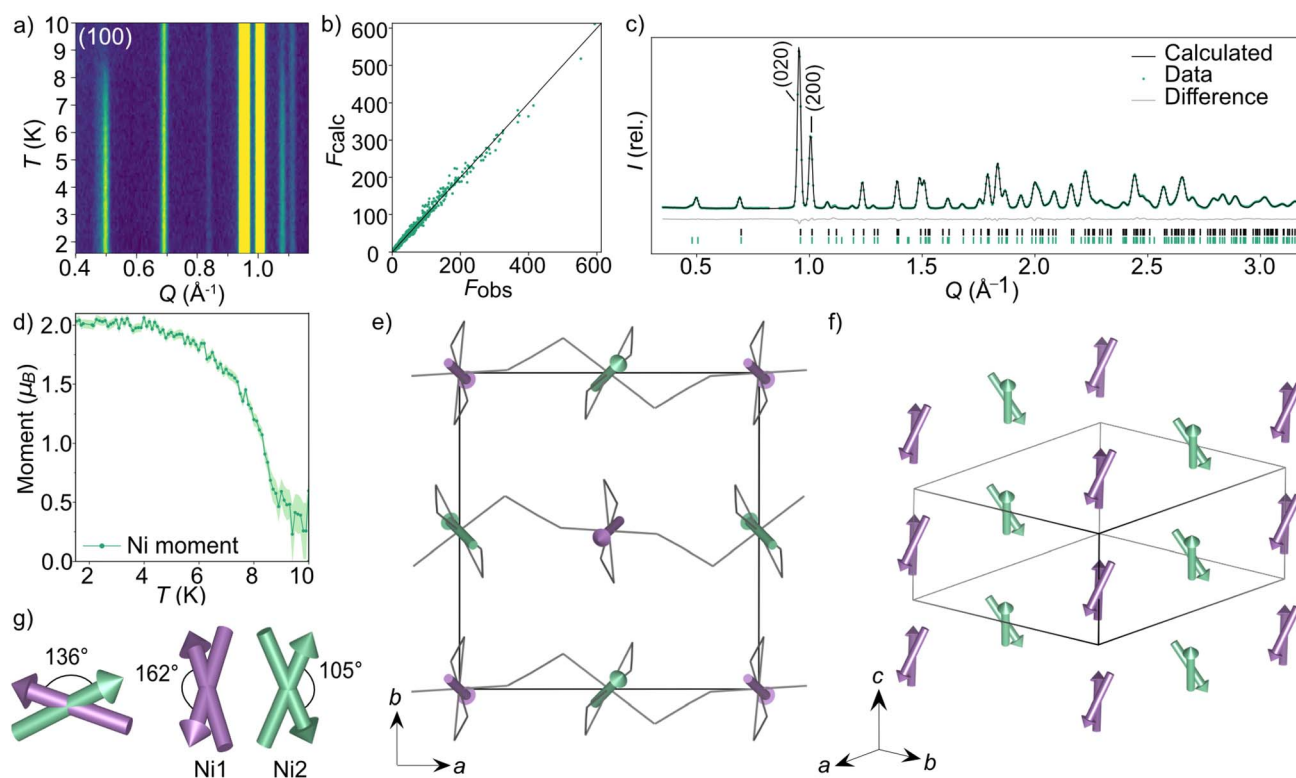 a)
(100)
10
9
8
7
6
5
4
3
2
T (K)
0.4 0.6 0.8 1.0
Q (Å-1)
b)
600
500
400
300
200
100
0
Fcalc
0 200 400 600
Fobs
c)
(020)
(200)
Calculated
Data
Difference
I (rel.)
0.5 1.0 1.5 2.0 2.5 3.0
Q (Å−1)
d)
2.0
1.5
1.0
0.5
0.0
Moment (μB)
Ni moment
2 4 6 8 10
T (K)
e)
b
a
f)
c
a
b
g)
136°
162°
105°
Ni1
Ni2